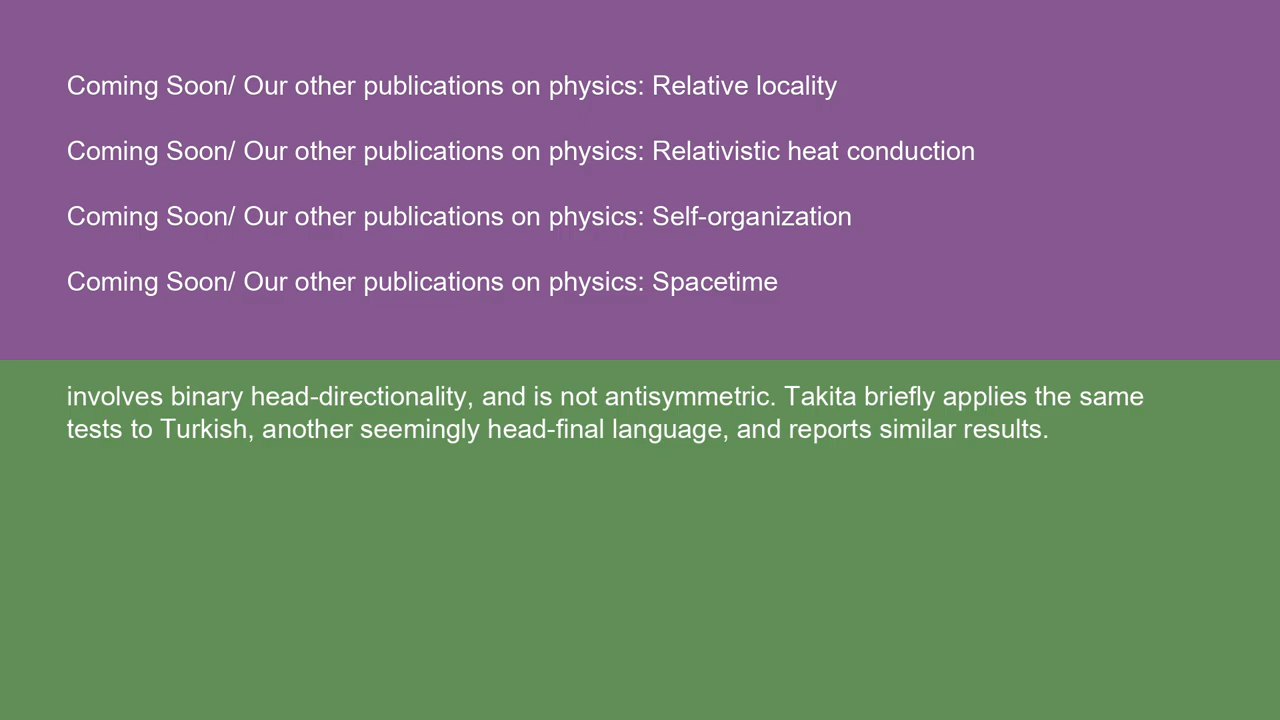 Coming Soon/ Our other publications on physics: Relative locality
Coming Soon/ Our other publications on physics: Relativistic heat conduction
Coming Soon/ Our other publications on physics: Self-organization
Coming Soon/ Our other publications on physics: Spacetime
involves binary head-directionality, and is not antisymmetric. Takita briefly applies the same
tests to Turkish, another seemingly head-final language, and reports similar results.